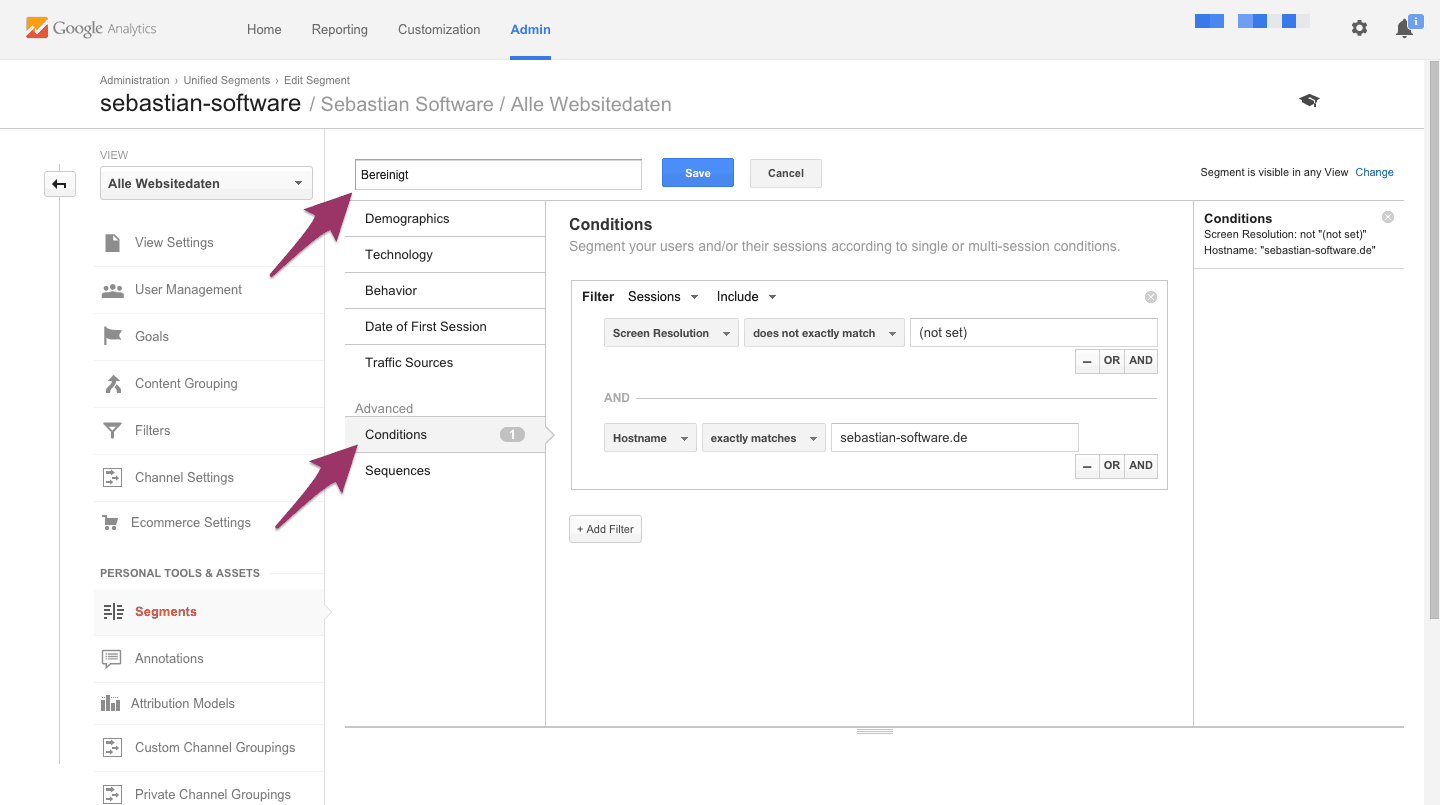 Google Analytics
Home Reporting Customization Admin
i
Administration › Unified Segments › Edit Segment
sebastian-software / Sebastian Software / Alle Websitedaten
VIEW
Alle Websitedaten
View Settings
User Management
Goals
Content Grouping
Filters
Channel Settings
Ecommerce Settings
PERSONAL TOOLS & ASSETS
Segments
Annotations
Attribution Models
Custom Channel Groupings
Private Channel Groupings
Bereinigt
Save
Cancel
Segment is visible in any View Change
Demographics
Technology
Behavior
Date of First Session
Traffic Sources
Advanced
Conditions 1
Sequences
Conditions
Segment your users and/or their sessions according to single or multi-session conditions.
Filter Sessions Include
Screen Resolution does not exactly match (not set)
– OR AND
AND
Hostname exactly matches sebastian-software.de
– OR AND
+ Add Filter
Conditions
Screen Resolution: not "(not set)"
Hostname: "sebastian-software.de"